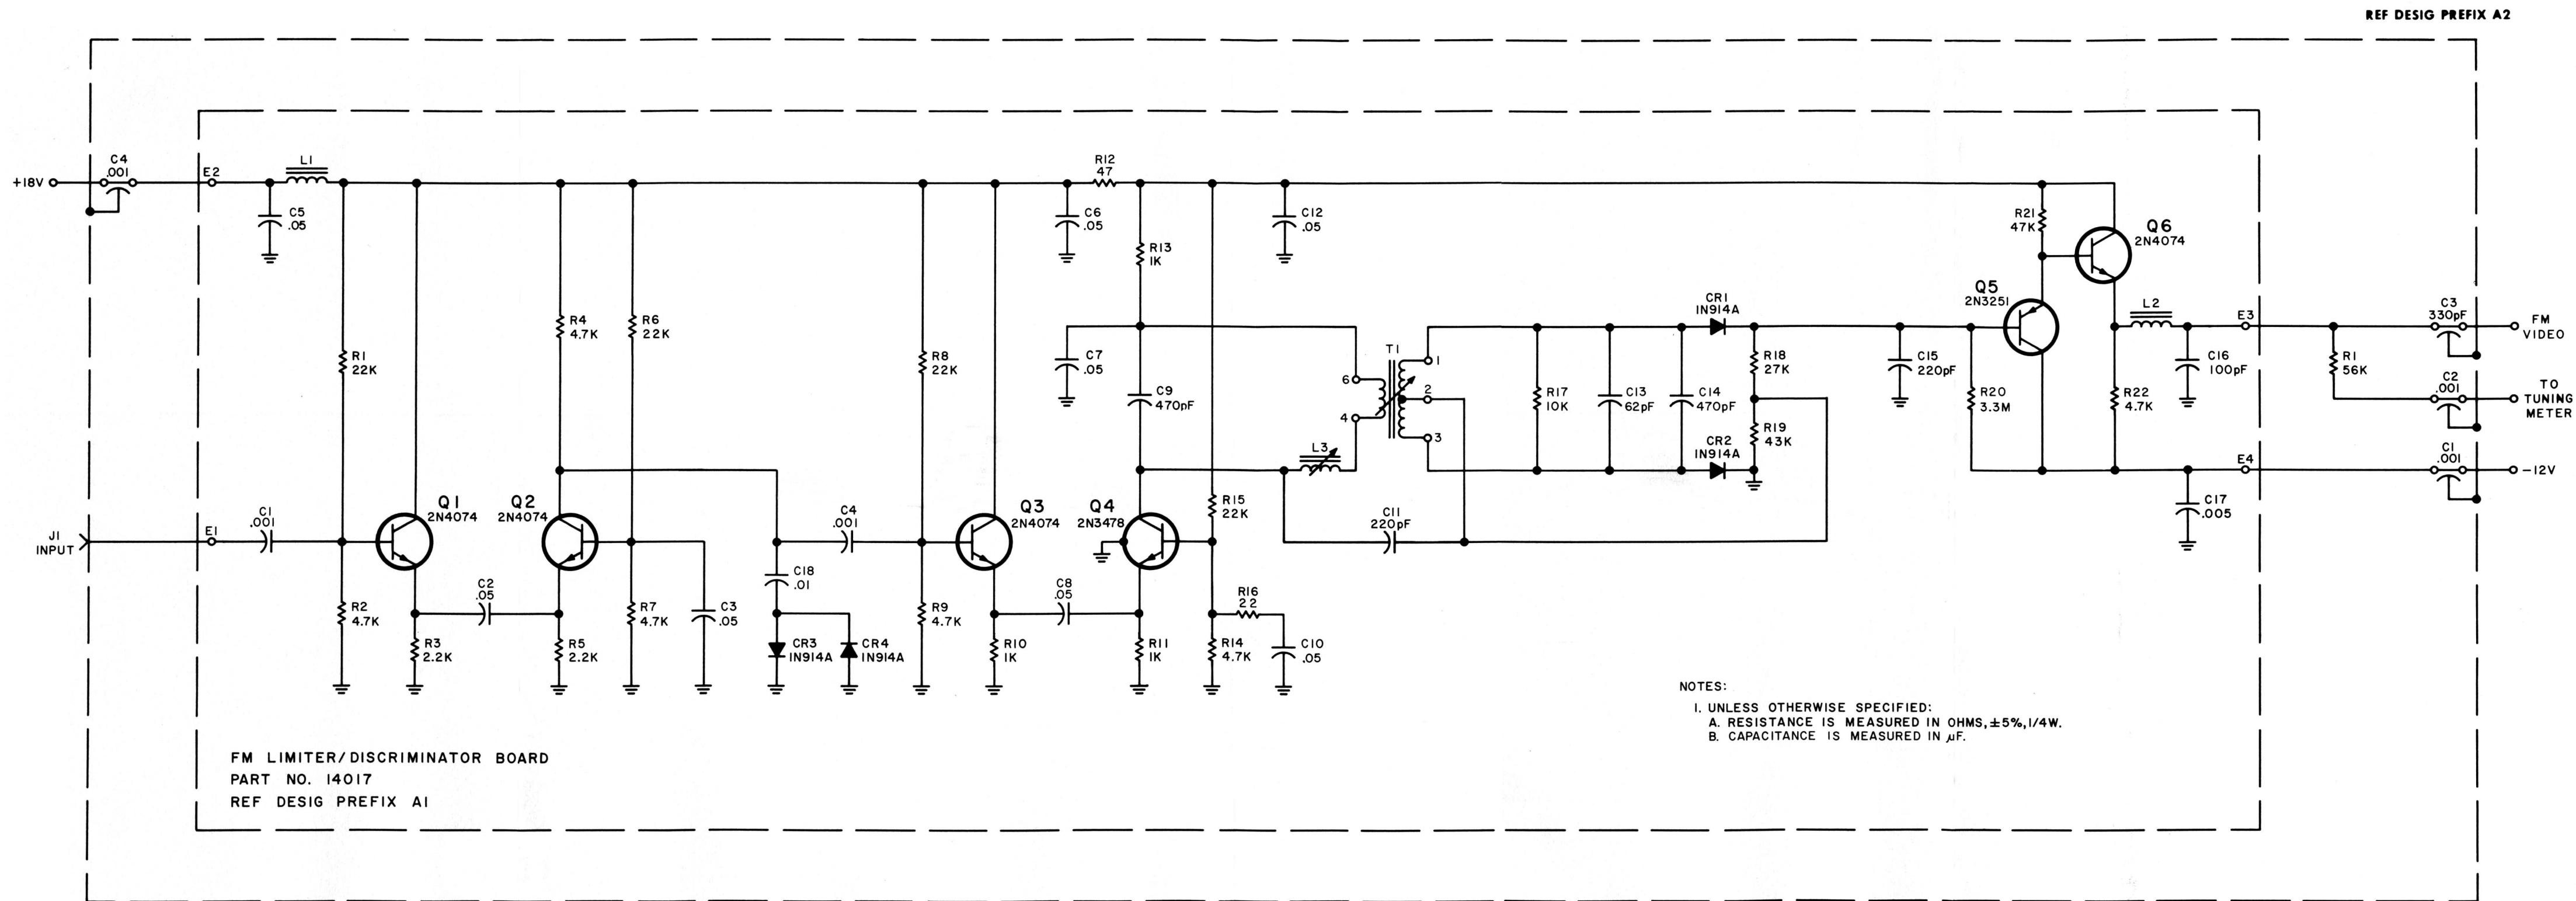 REF DESIG PREFIX A2
+18V
C4
.001
E2
L1
C5
.05
R1
22K
R4
4.7K
R6
22K
R8
22K
C6
.05
R12
47
R13
1K
C12
.05
C7
.05
C9
470pF
L3
T1
6
4
1
2
3
R17
10K
C13
62pF
C14
470pF
CR1
1N914A
R18
27K
R19
43K
CR2
1N914A
C15
220pF
R20
3.3M
Q5
2N3251
R21
47K
Q6
2N4074
L2
R22
4.7K
C16
100pF
E3
R1
56K
C3
330pF
FM
VIDEO
C2
.001
TO
TUNING
METER
E4
C1
.001
-12V
C17
.005
J1
INPUT
E1
C1
.001
Q1
2N4074
Q2
2N4074
R2
4.7K
R3
2.2K
C2
.05
R5
2.2K
R7
4.7K
C3
.05
C4
.001
C18
.01
CR3
1N914A
CR4
1N914A
R9
4.7K
Q3
2N4074
Q4
2N3478
R10
1K
C8
.05
R11
1K
R15
22K
R16
22
R14
4.7K
C10
.05
C11
220pF
NOTES:
1. UNLESS OTHERWISE SPECIFIED:
A. RESISTANCE IS MEASURED IN OHMS,±5%,1/4W.
B. CAPACITANCE IS MEASURED IN µF.
FM LIMITER/DISCRIMINATOR BOARD
PART NO. 14017
REF DESIG PREFIX A1